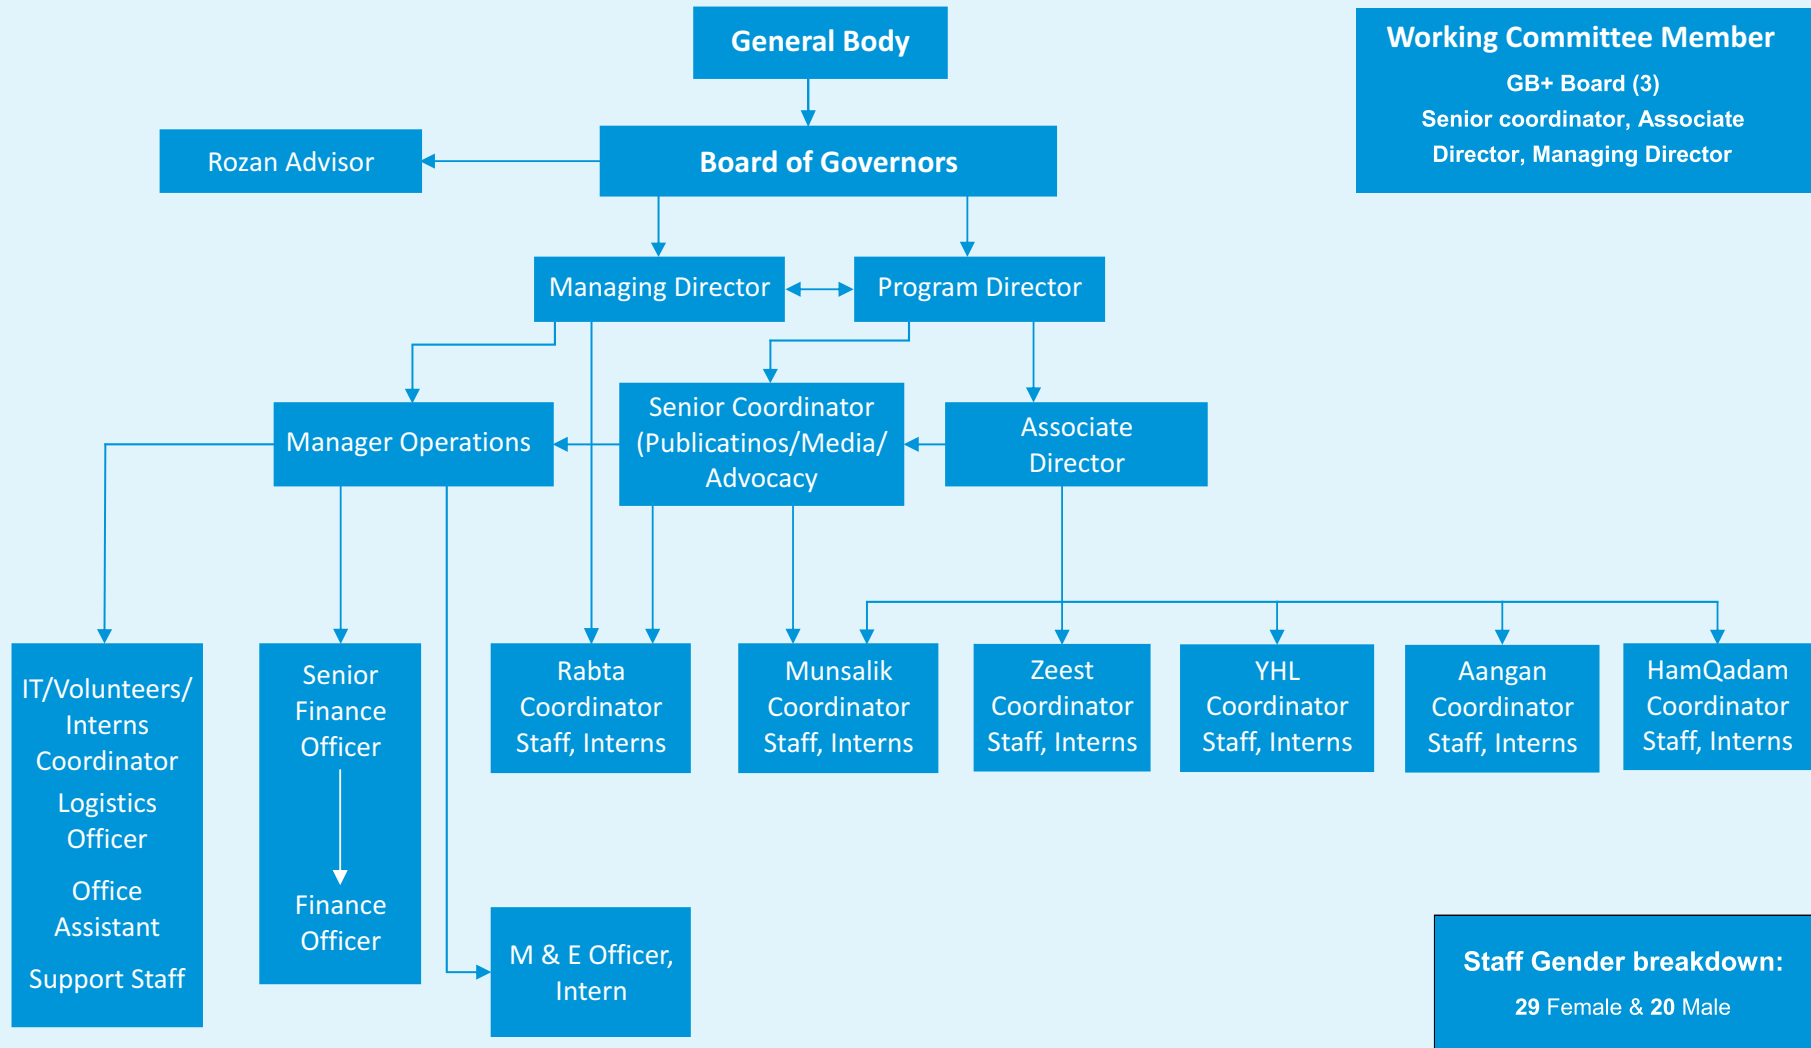 General Body
Working Committee Member
GB+ Board (3)
Senior coordinator, Associate
Director, Managing Director
Rozan Advisor
Board of Governors
Managing Director
Program Director
Manager Operations
Senior Coordinator
(Publicatinos/Media/
Advocacy
Associate
Director
IT/Volunteers/
Interns
Coordinator
Logistics
Officer
Office
Assistant
Support Staff
Senior
Finance
Officer
Finance
Officer
M & E Officer,
Intern
Rabta
Coordinator
Staff, Interns
Munsalik
Coordinator
Staff, Interns
Zeest
Coordinator
Staff, Interns
YHL
Coordinator
Staff, Interns
Aangan
Coordinator
Staff, Interns
HamQadam
Coordinator
Staff, Interns
Staff Gender breakdown:
29 Female & 20 Male